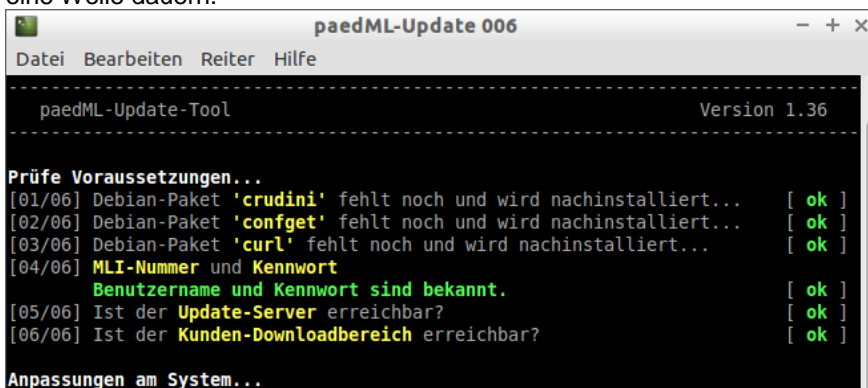 eine Weile dauern.
paedML-Update 006
Datei Bearbeiten Reiter Hilfe
paedML-Update-Tool Version 1.36
Prüfe Voraussetzungen...
[01/06] Debian-Paket 'crudini' fehlt noch und wird nachinstalliert... [ ok ]
[02/06] Debian-Paket 'confget' fehlt noch und wird nachinstalliert... [ ok ]
[03/06] Debian-Paket 'curl' fehlt noch und wird nachinstalliert... [ ok ]
[04/06] MLI-Nummer und Kennwort
Benutzername und Kennwort sind bekannt. [ ok ]
[05/06] Ist der Update-Server erreichbar? [ ok ]
[06/06] Ist der Kunden-Downloadbereich erreichbar? [ ok ]
Anpassungen am System...